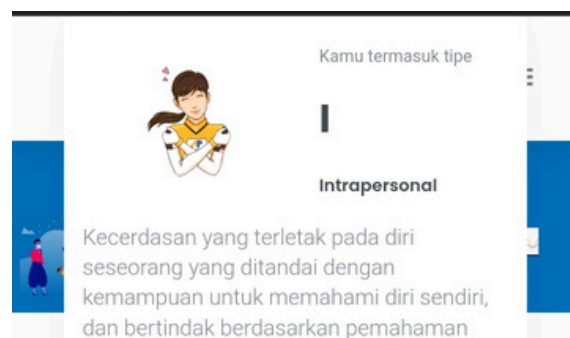 Kamu termasuk tipe
I
Intrapersonal
Kecerdasan yang terletak pada diri
seseorang yang ditandai dengan
kemampuan untuk memahami diri sendiri,
dan bertindak berdasarkan pemahaman